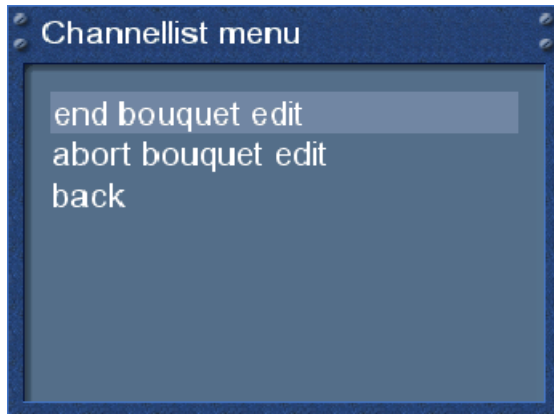 Channellist menu
end bouquet edit
abort bouquet edit
back